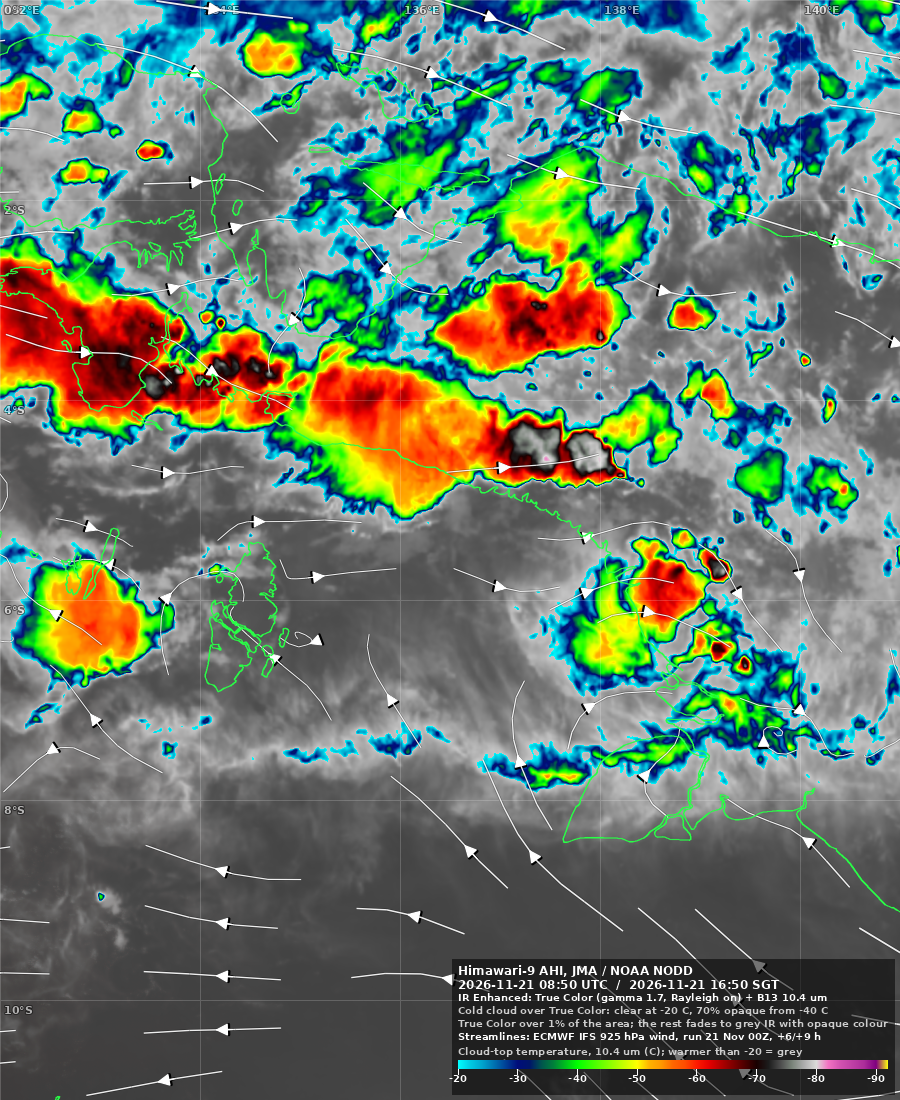 0°
132°E
134°E
136°E
138°E
140°E
2°S
4°S
6°S
8°S
10°S
Himawari-9 AHI, JMA / NOAA NODD
2026-11-21 08:50 UTC / 2026-11-21 16:50 SGT
IR Enhanced: True Color (gamma 1.7, Rayleigh on) + B13 10.4 um
Cold cloud over True Color: clear at -20 C, 70% opaque from -40 C
True Color over 1% of the area; the rest fades to grey IR with opaque colour
Streamlines: ECMWF IFS 925 hPa wind, run 21 Nov 00Z, +6/+9 h
Cloud-top temperature, 10.4 um (C); warmer than -20 = grey
-20 -30 -40 -50 -60 -70 -80 -90